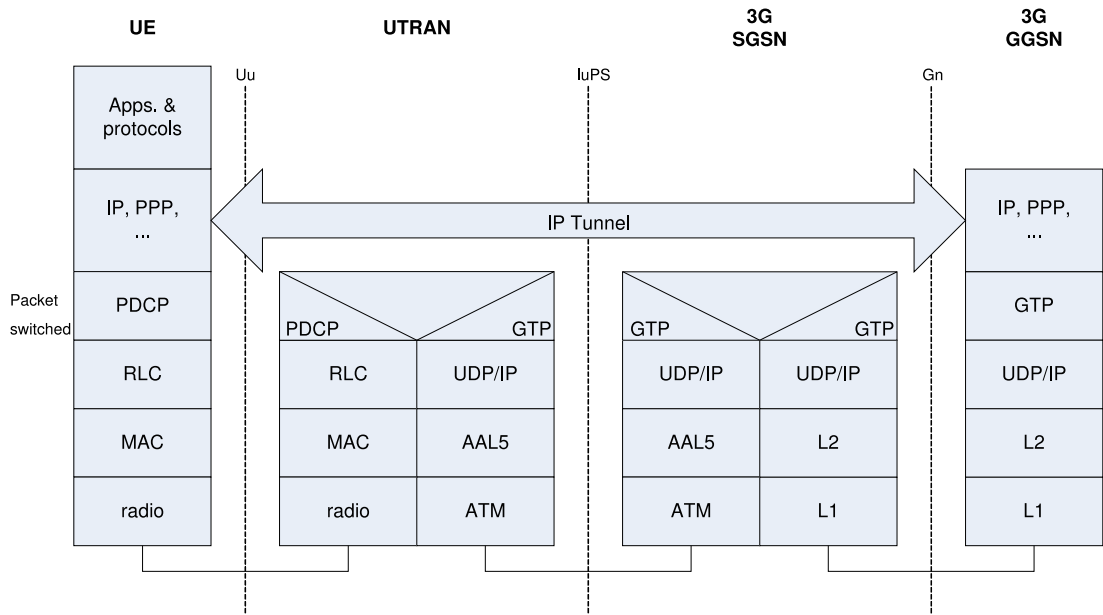 UE
UTRAN
3G
SGSN
3G
GGSN
Uu
IuPS
Gn
Apps. &
protocols
IP, PPP,
...
IP Tunnel
IP, PPP,
...
Packet
switched
PDCP
PDCP
GTP
GTP
GTP
GTP
RLC
RLC
UDP/IP
UDP/IP
UDP/IP
UDP/IP
MAC
MAC
AAL5
AAL5
L2
L2
radio
radio
ATM
ATM
L1
L1